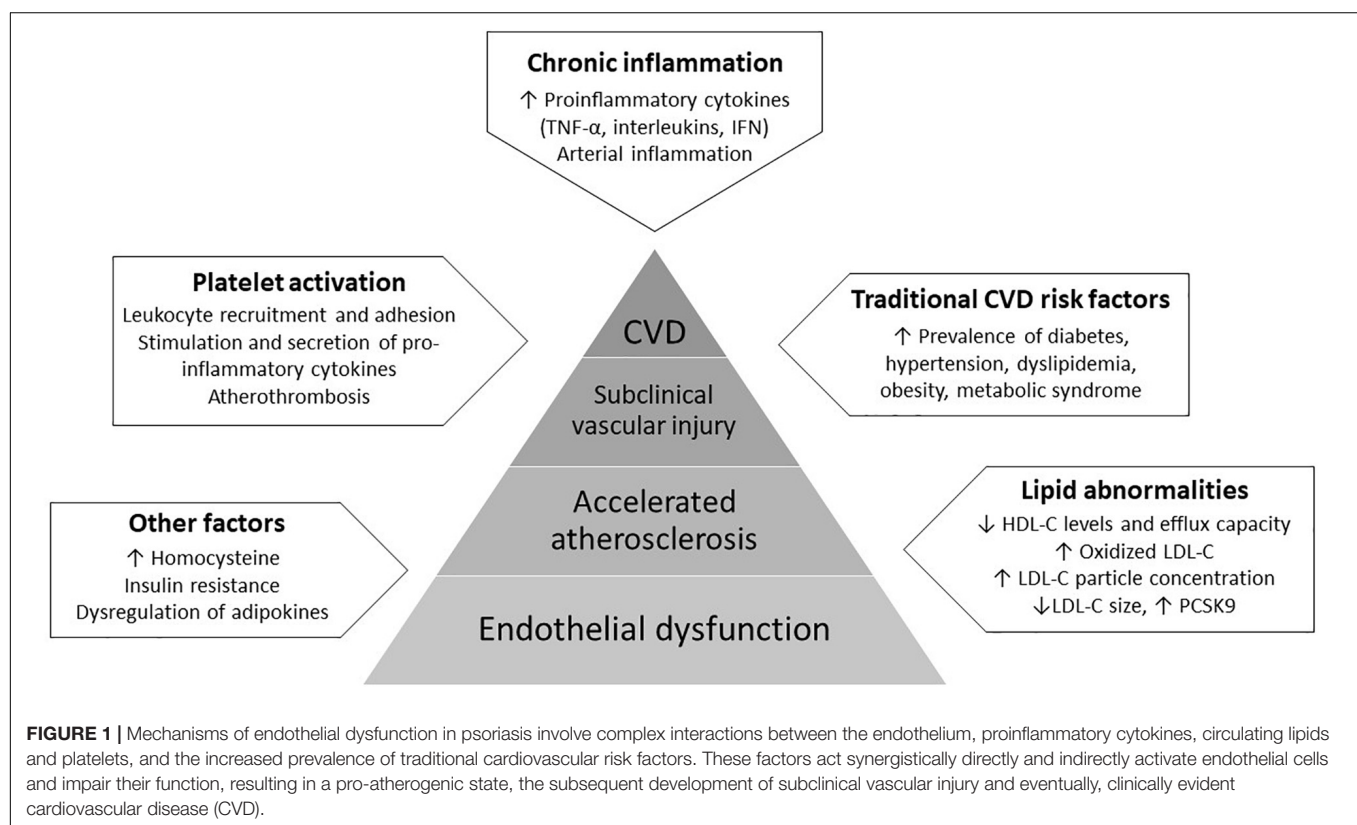 Chronic inflammation
↑ Proinflammatory cytokines
(TNF-α, interleukins, IFN)
Arterial inflammation
Platelet activation
Leukocyte recruitment and adhesion
Stimulation and secretion of pro-
inflammatory cytokines
Atherothrombosis
Traditional CVD risk factors
↑ Prevalence of diabetes,
hypertension, dyslipidemia,
obesity, metabolic syndrome
CVD
Subclinical
vascular injury
Accelerated
atherosclerosis
Endothelial dysfunction
Other factors
↑ Homocysteine
Insulin resistance
Dysregulation of adipokines
Lipid abnormalities
↓ HDL-C levels and efflux capacity
↑ Oxidized LDL-C
↑ LDL-C particle concentration
↓LDL-C size, ↑ PCSK9
FIGURE 1 | Mechanisms of endothelial dysfunction in psoriasis involve complex interactions between the endothelium, proinflammatory cytokines, circulating lipids
and platelets, and the increased prevalence of traditional cardiovascular risk factors. These factors act synergistically directly and indirectly activate endothelial cells
and impair their function, resulting in a pro-atherogenic state, the subsequent development of subclinical vascular injury and eventually, clinically evident
cardiovascular disease (CVD).